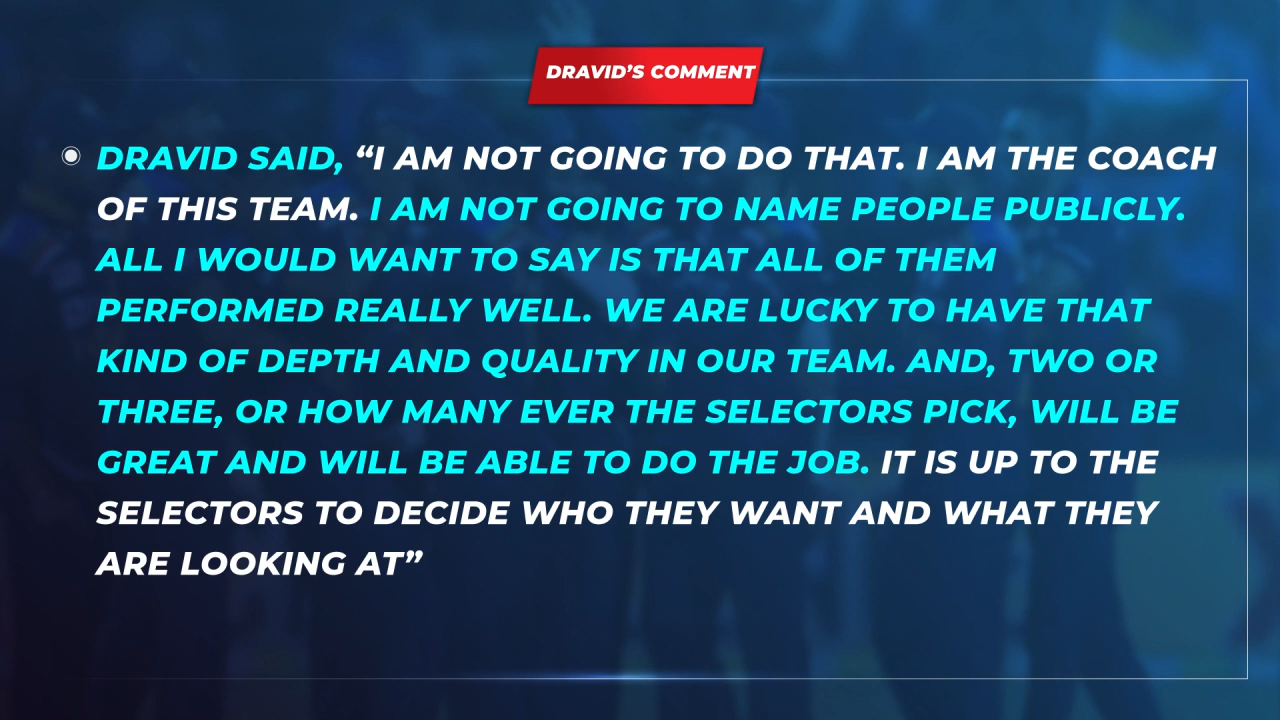 DRAVID'S COMMENT
DRAVID SAID, “I AM NOT GOING TO DO THAT. I AM THE COACH
OF THIS TEAM. I AM NOT GOING TO NAME PEOPLE PUBLICLY.
ALL I WOULD WANT TO SAY IS THAT ALL OF THEM
PERFORMED REALLY WELL. WE ARE LUCKY TO HAVE THAT
KIND OF DEPTH AND QUALITY IN OUR TEAM. AND, TWO OR
THREE, OR HOW MANY EVER THE SELECTORS PICK, WILL BE
GREAT AND WILL BE ABLE TO DO THE JOB. IT IS UP TO THE
SELECTORS TO DECIDE WHO THEY WANT AND WHAT THEY
ARE LOOKING AT”